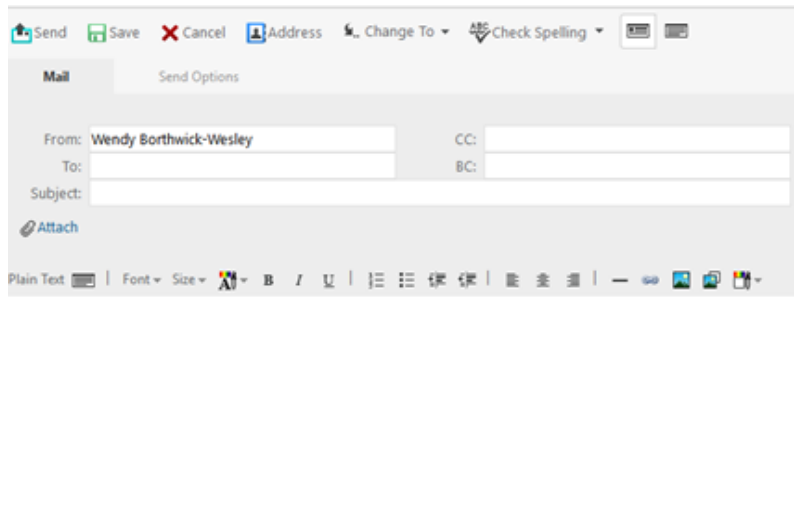 Send Save Cancel Address Change To ABC Check Spelling
Mail Send Options
From: Wendy Borthwick-Wesley CC:
To: BC:
Subject:
Attach
Plain Text Font Size A B I U